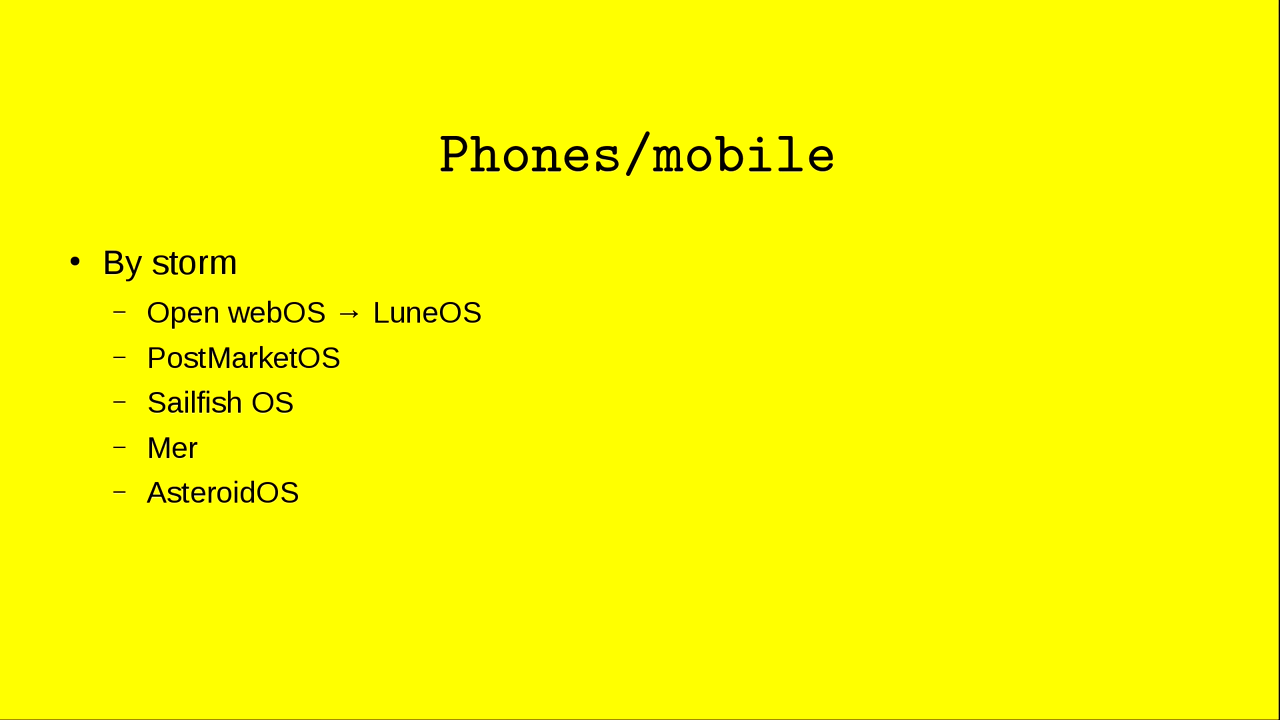 Phones/mobile
• By storm
– Open webOS → LuneOS
– PostMarketOS
– Sailfish OS
– Mer
– AsteroidOS